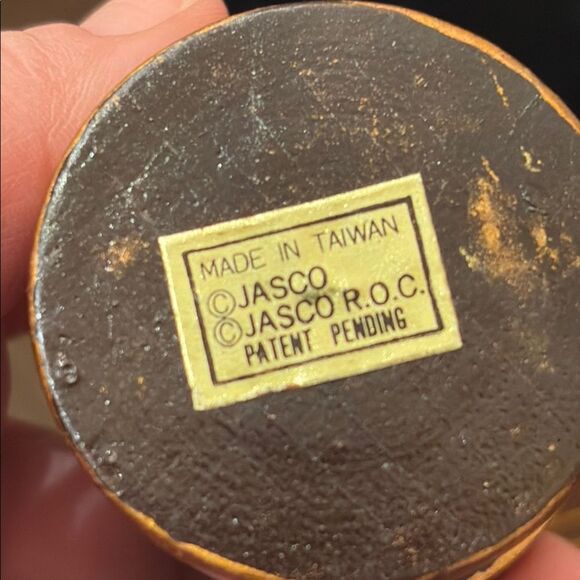 MADE IN TAIWAN
©JASCO
©JASCO R.O.C.
PATENT PENDING